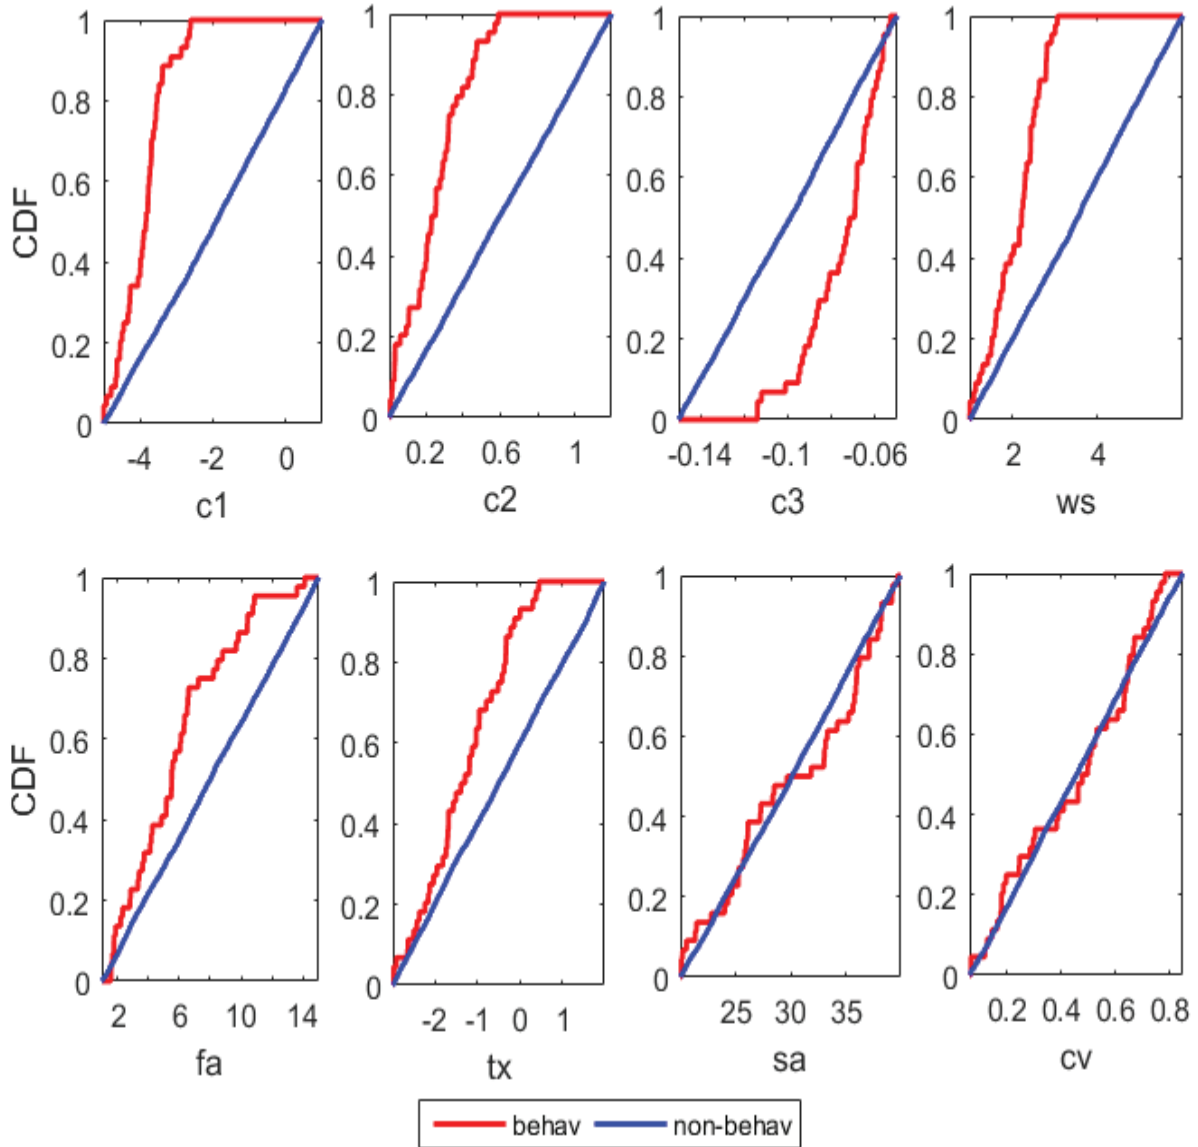 1 1 1 1
0.8 0.8 0.8 0.8
0.6 0.6 0.6 0.6
CDF
0.4 0.4 0.4 0.4
0.2 0.2 0.2 0.2
0 0 0 0
-4 -2 0 0.2 0.6 1 -0.14 -0.1 -0.06 2 4
c1 c2 c3 ws
1 1 1 1
0.8 0.8 0.8 0.8
0.6 0.6 0.6 0.6
CDF
0.4 0.4 0.4 0.4
0.2 0.2 0.2 0.2
0 0 0 0
2 6 10 14 -2 -1 0 1 25 30 35 0.2 0.4 0.6 0.8
fa tx sa cv
behav non-behav